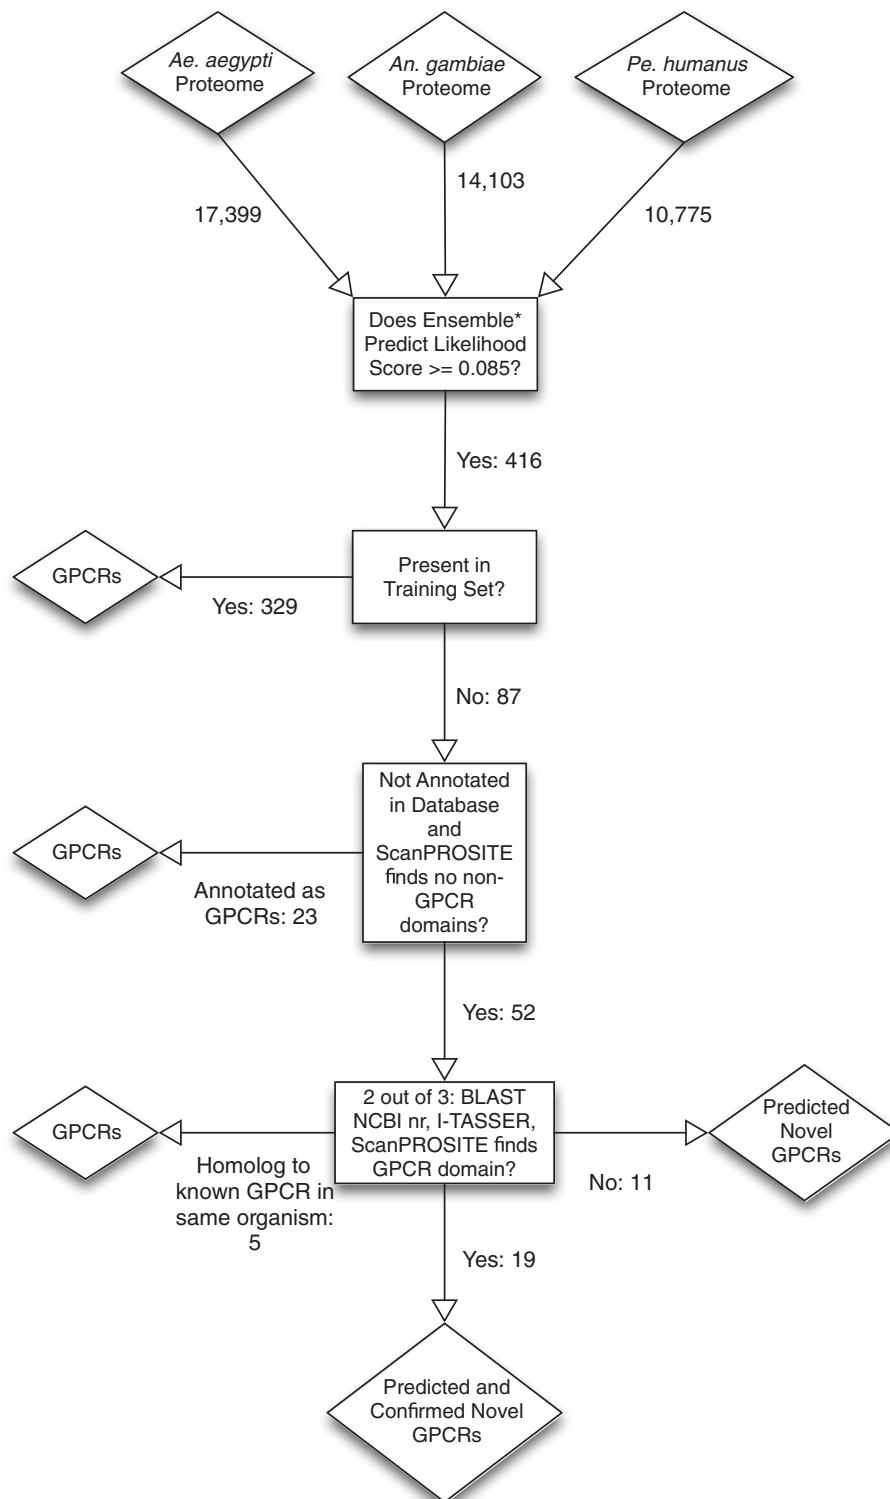 Ae. aegypti
Proteome
An. gambiae
Proteome
Pe. humanus
Proteome
17,399
14,103
10,775
Does Ensemble*
Predict Likelihood
Score >= 0.085?
Yes: 416
GPCRs
Present in
Training Set?
Yes: 329
No: 87
GPCRs
Not Annotated
in Database
and
ScanPROSITE
finds no non-
GPCR
domains?
Annotated as
GPCRs: 23
Yes: 52
GPCRs
2 out of 3: BLAST
NCBI nr, I-TASSER,
ScanPROSITE finds
GPCR domain?
Predicted
Novel
GPCRs
Homolog to
known GPCR in
same organism:
5
No: 11
Yes: 19
Predicted and
Confirmed Novel
GPCRs